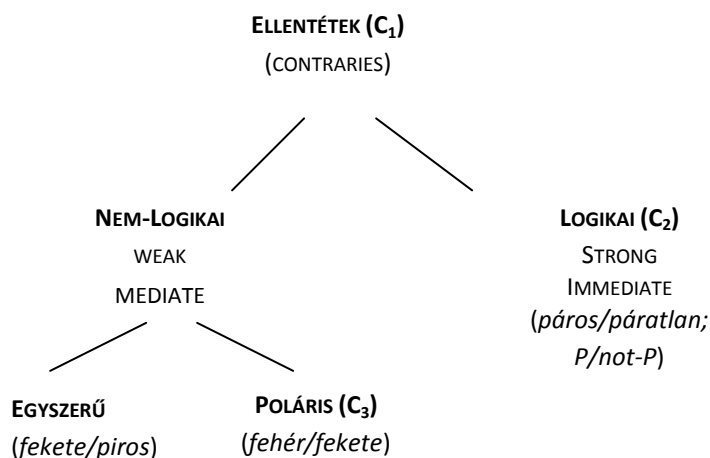 ELLENTÉTEK (C₁)
(CONTRARIES)
NEM-LOGIKAI
WEAK
MEDIATE
LOGIKAI (C₂)
STRONG
IMMEDIATE
(páros/páratlan;
P/not-P)
EGYSZERŰ
(fekete/piros)
POLÁRIS (C₃)
(fehér/fekete)